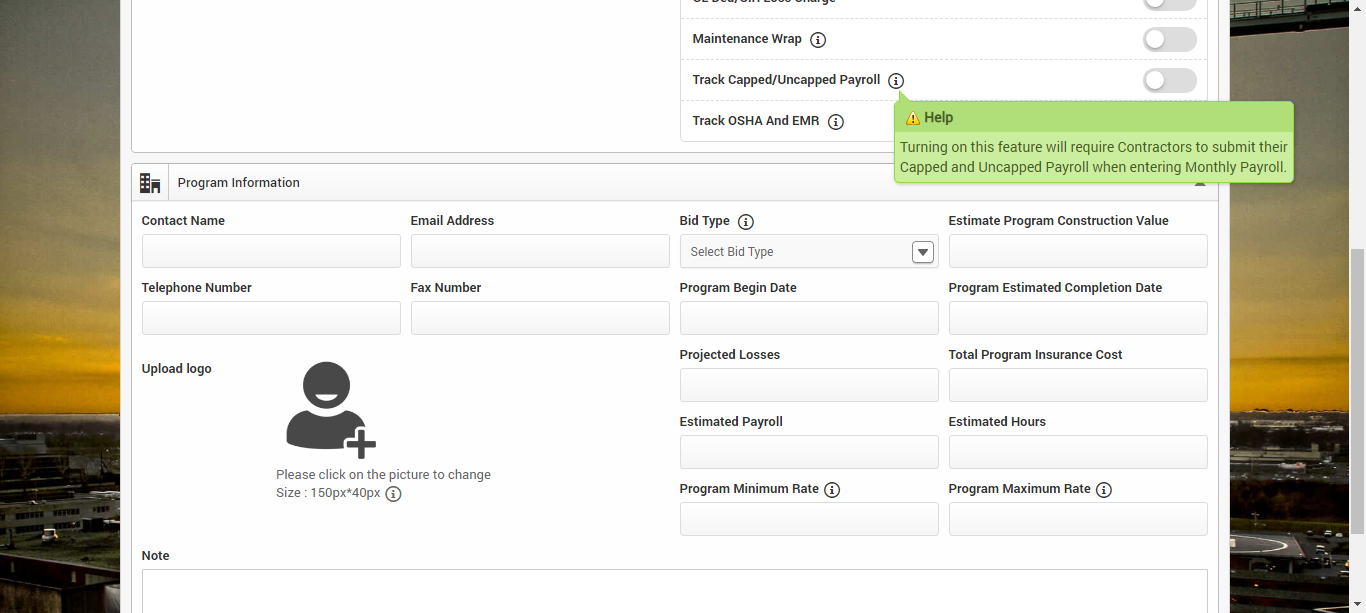 Maintenance Wrap
Track Capped/Uncapped Payroll
Track OSHA And EMR
Help
Turning on this feature will require Contractors to submit their
Capped and Uncapped Payroll when entering Monthly Payroll.
Program Information
Contact Name
Email Address
Bid Type
Estimate Program Construction Value
Select Bid Type
Telephone Number
Fax Number
Program Begin Date
Program Estimated Completion Date
Projected Losses
Total Program Insurance Cost
Upload logo
Estimated Payroll
Estimated Hours
Please click on the picture to change
Size : 150px*40px
Program Minimum Rate
Program Maximum Rate
Note